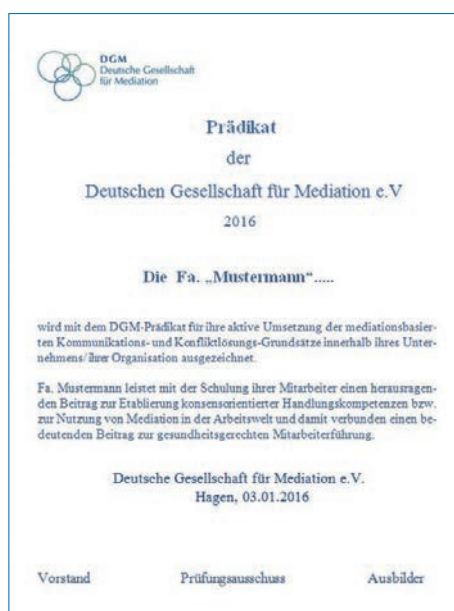 DGM
Deutsche Gesellschaft
für Mediation
Prädikat
der
Deutschen Gesellschaft für Mediation e.V
2016
Die Fa. „Mustermann“.....
wird mit dem DGM-Prädikat für ihre aktive Umsetzung der mediationsbasier-
ten Kommunikations- und Konfliktlösungs-Grundsätze innerhalb ihres Unter-
nehmens/ihrer Organisation ausgezeichnet.
Fa. Mustermann leistet mit der Schulung ihrer Mitarbeiter einen herausragen-
den Beitrag zur Etablierung konsensorientierter Handlungskompetenzen bzw.
zur Nutzung von Mediation in der Arbeitswelt und damit verbunden einen be-
deutenden Beitrag zur gesundheitsgerechten Mitarbeiterführung.
Deutsche Gesellschaft für Mediation e.V.
Hagen, 03.01.2016
Vorstand Prüfungsausschuss Ausbilder